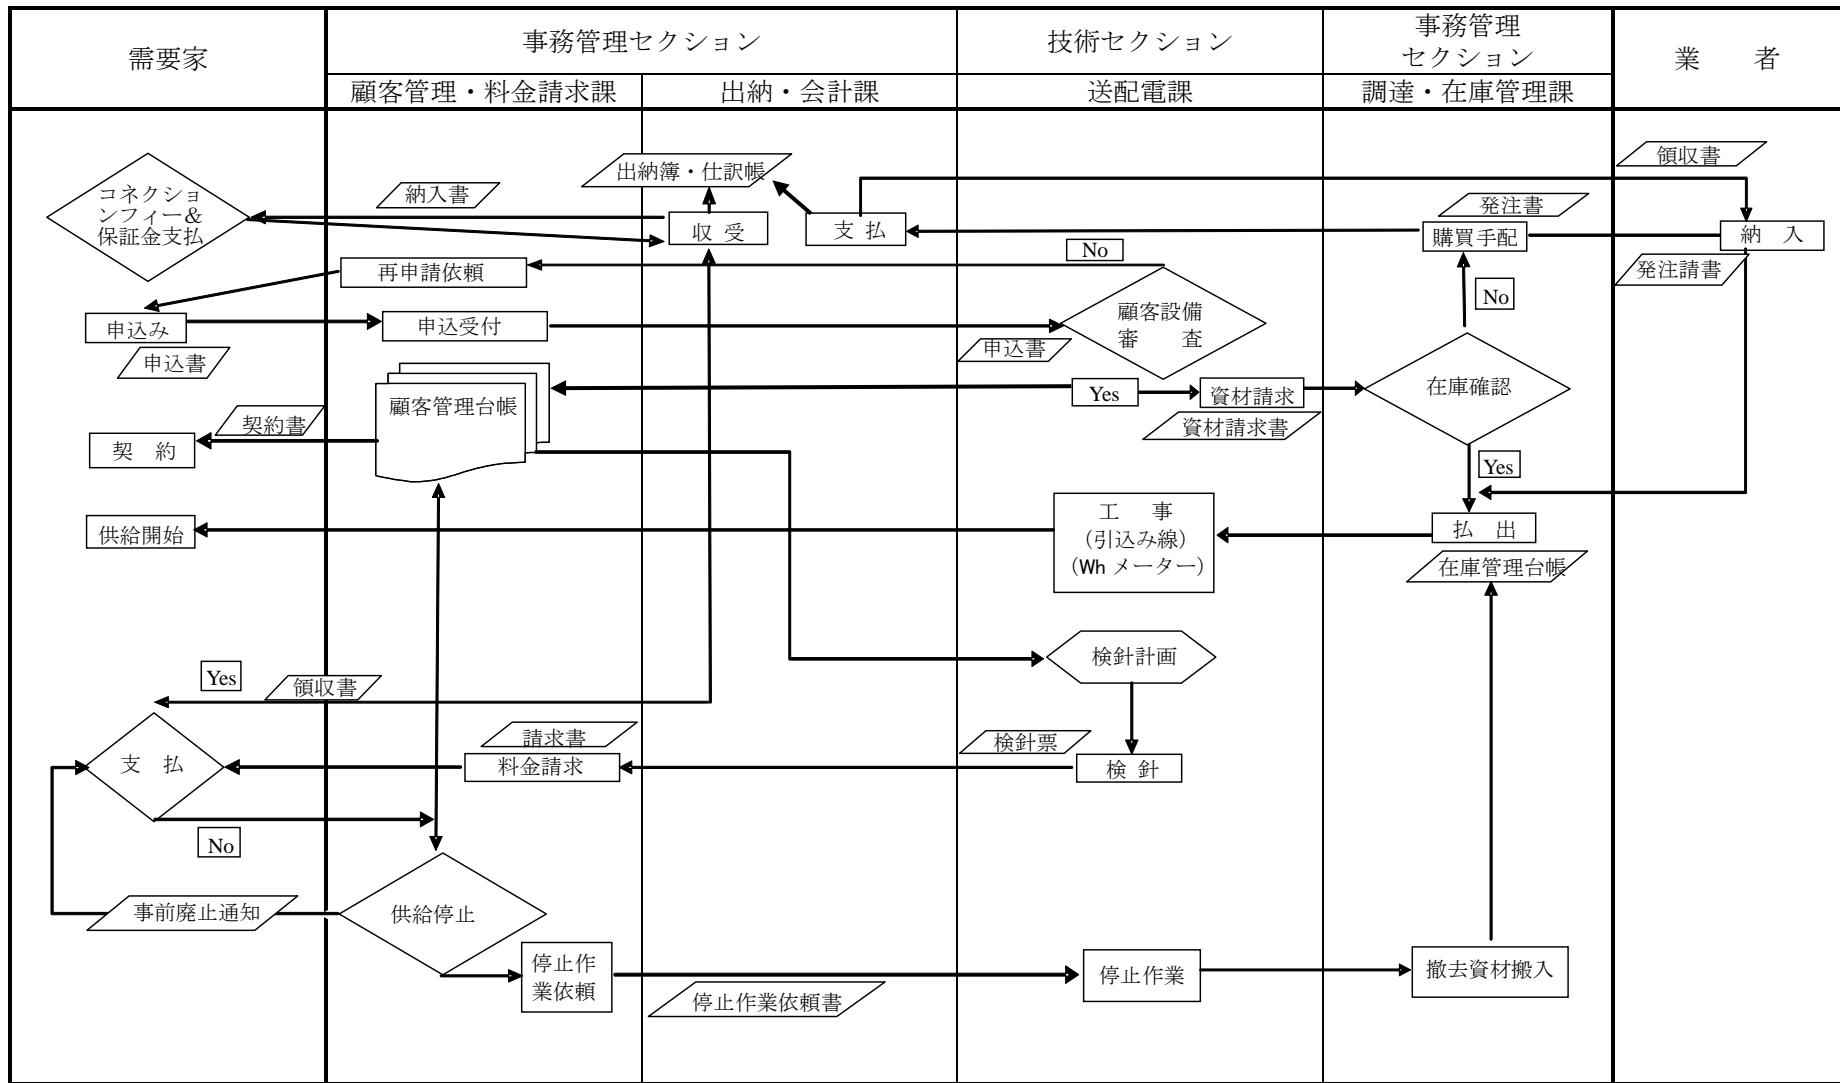 需要家
事務管理セクション
技術セクション
事務管理
セクション
業 者
顧客管理・料金請求課
出納・会計課
送配電課
調達・在庫管理課
コネクショ
ンフィー&
保証金支払
納入書
出納簿・仕訳帳
収 受
支 払
領収書
発注書
購買手配
納 入
発注請書
再申請依頼
No
No
申込み
申込書
申込受付
申込書
顧客設備
審 査
在庫確認
顧客管理台帳
Yes
資材請求
資材請求書
契約書
契 約
Yes
供給開始
工 事
(引込み線)
(Wh メーター)
払 出
在庫管理台帳
検針計画
Yes
領収書
請求書
検針票
支 払
料金請求
検 針
No
事前廃止通知
供給停止
停止作
業依頼
停止作業依頼書
停止作業
撤去資材搬入